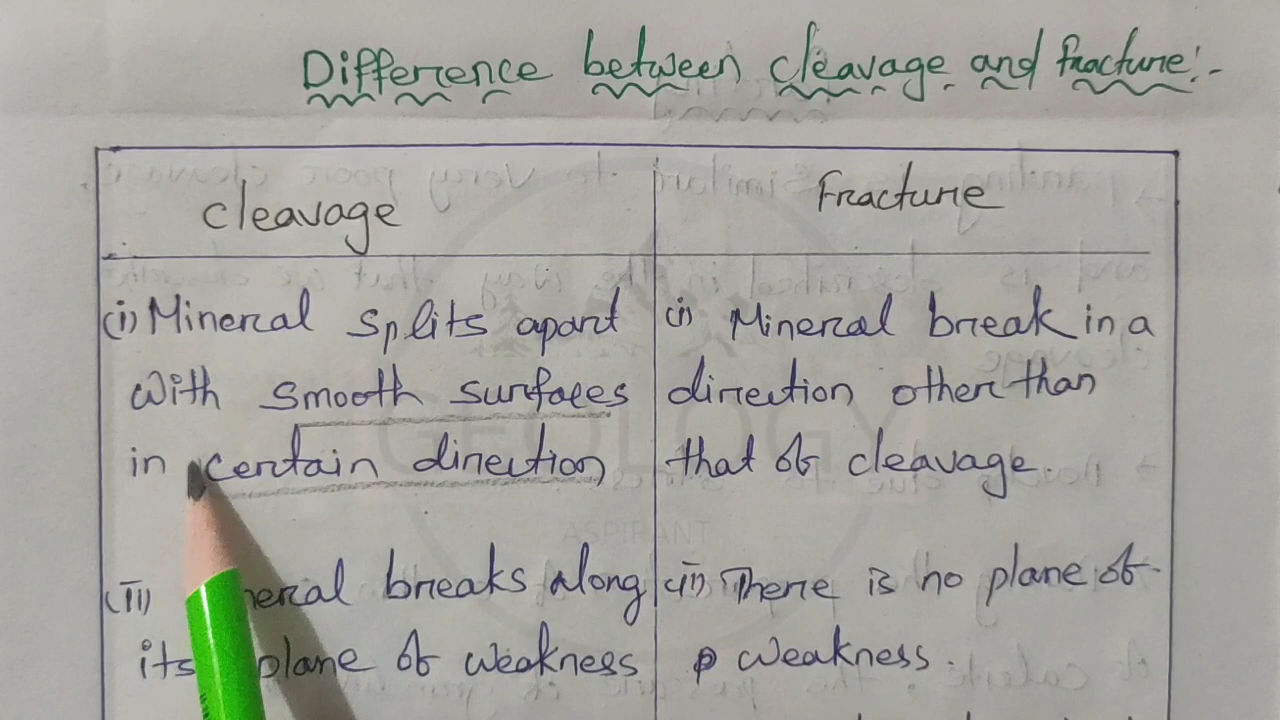 Difference between cleavage and fracture:-
cleavage
Fracture
(i) Mineral splits apart
with smooth surfaces
in certain direction
(i) Mineral break in a
direction other than
that of cleavage.
(ii) neral breaks along
its plane of weakness
(ii) There is no plane of
weakness.
GEOLOGY
ASPIRANT